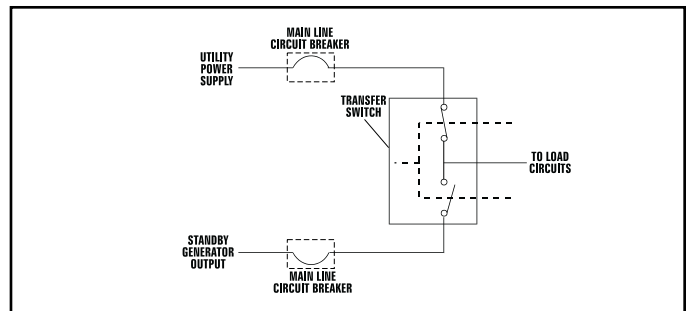 MAIN LINE
CIRCUIT BREAKER
UTILITY
POWER
SUPPLY
TRANSFER
SWITCH
TO LOAD
CIRCUITS
STANDBY
GENERATOR
OUTPUT
MAIN LINE
CIRCUIT BREAKER